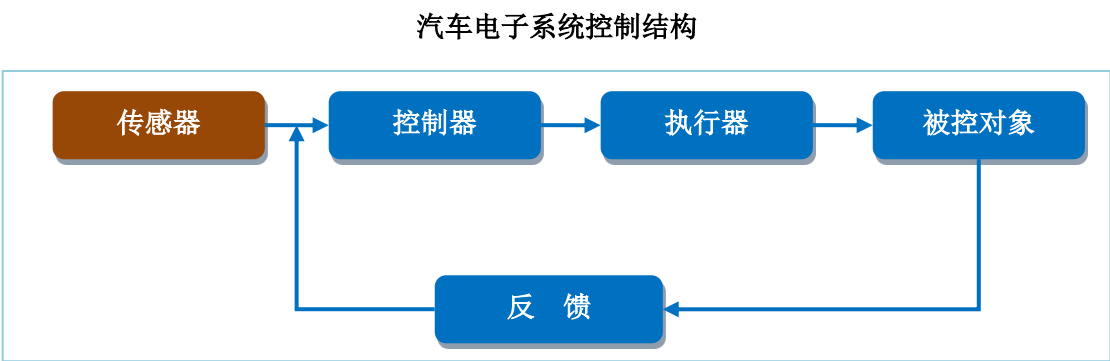 汽车电子系统控制结构
传感器
控制器
执行器
被控对象
反 馈